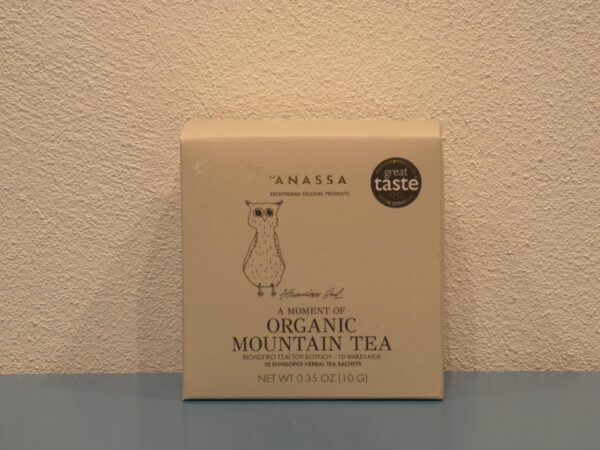 ANASSA
EXCEPTIONAL HELLENIC PRODUCTS
great
taste
Athenian Owl
A MOMENT OF
ORGANIC
MOUNTAIN TEA
ΒΙΟΛΟΓΙΚΟ ΤΣΑΪ ΤΟΥ ΒΟΥΝΟΥ - 10 ΦΑΚΕΛΑΚΙΑ
10 ENVELOPED HERBAL TEA SACHETS
NET WT 0.35 OZ (10 G)